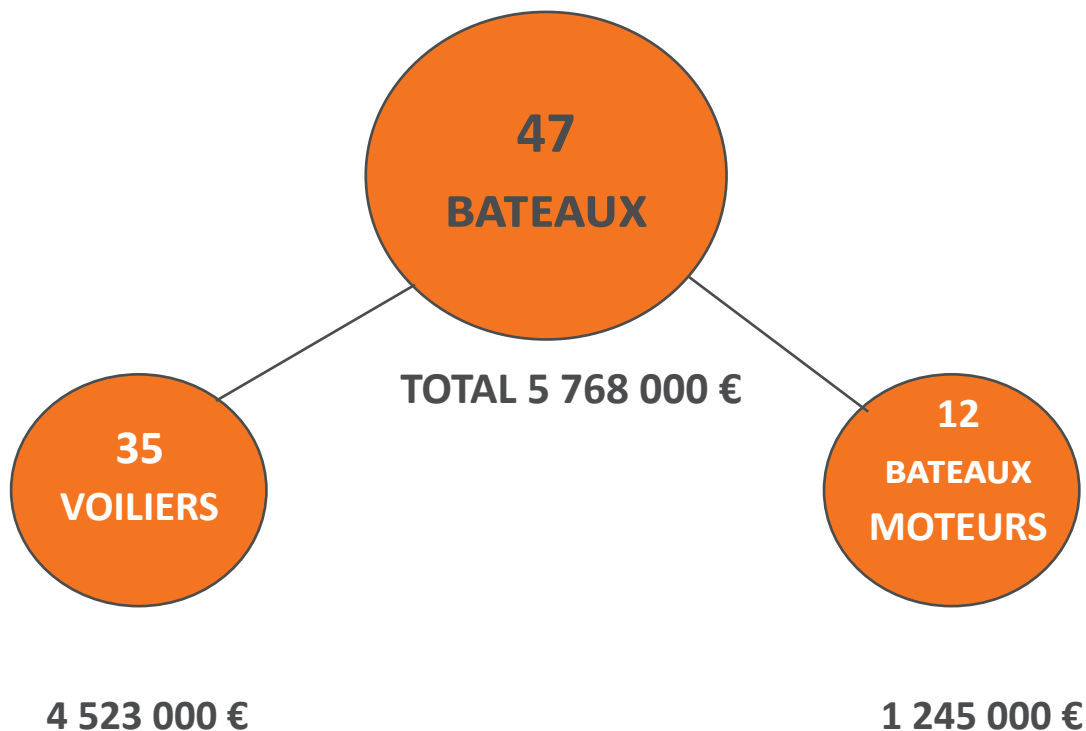 47
BATEAUX
TOTAL 5 768 000 €
35
VOILIERS
12
BATEAUX
MOTEURS
4 523 000 €
1 245 000 €